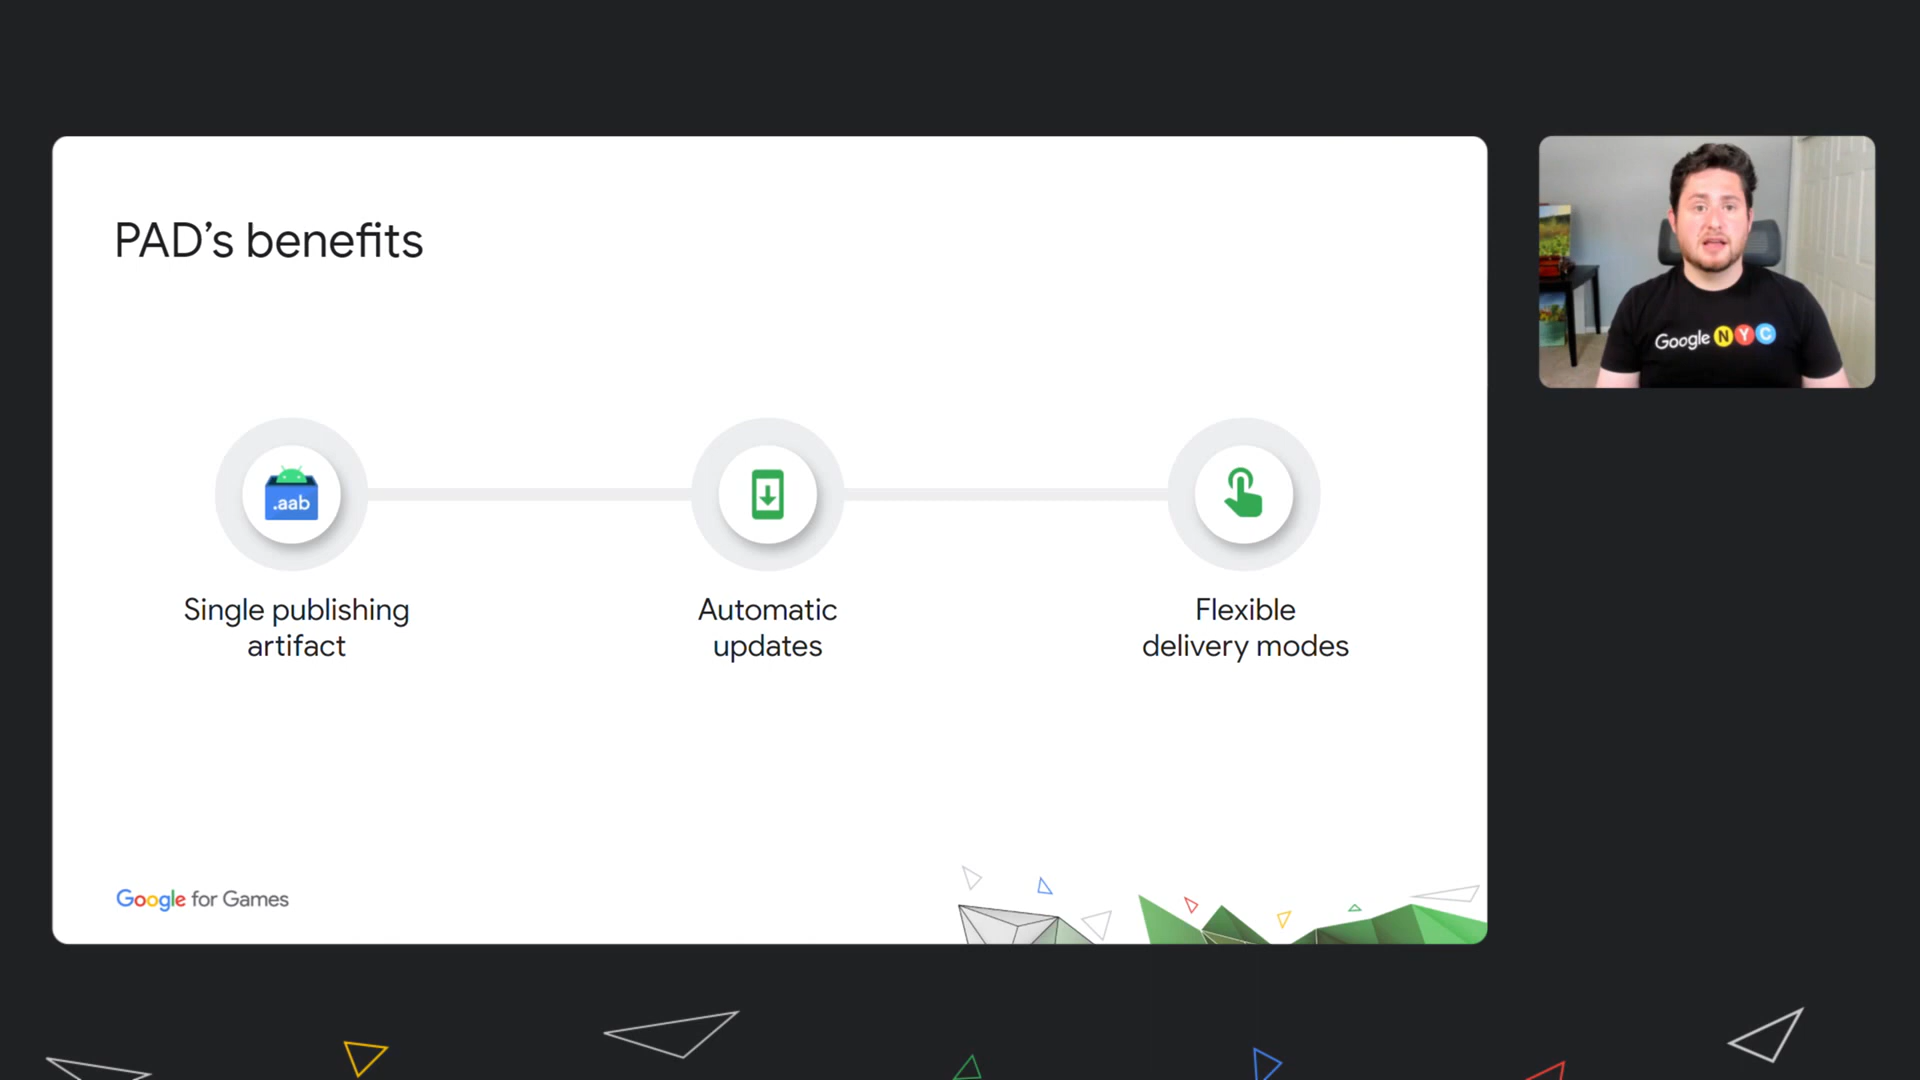 PAD’s benefits
.aab
Single publishing
artifact
Automatic
updates
Flexible
delivery modes
Google for Games
Google NYC